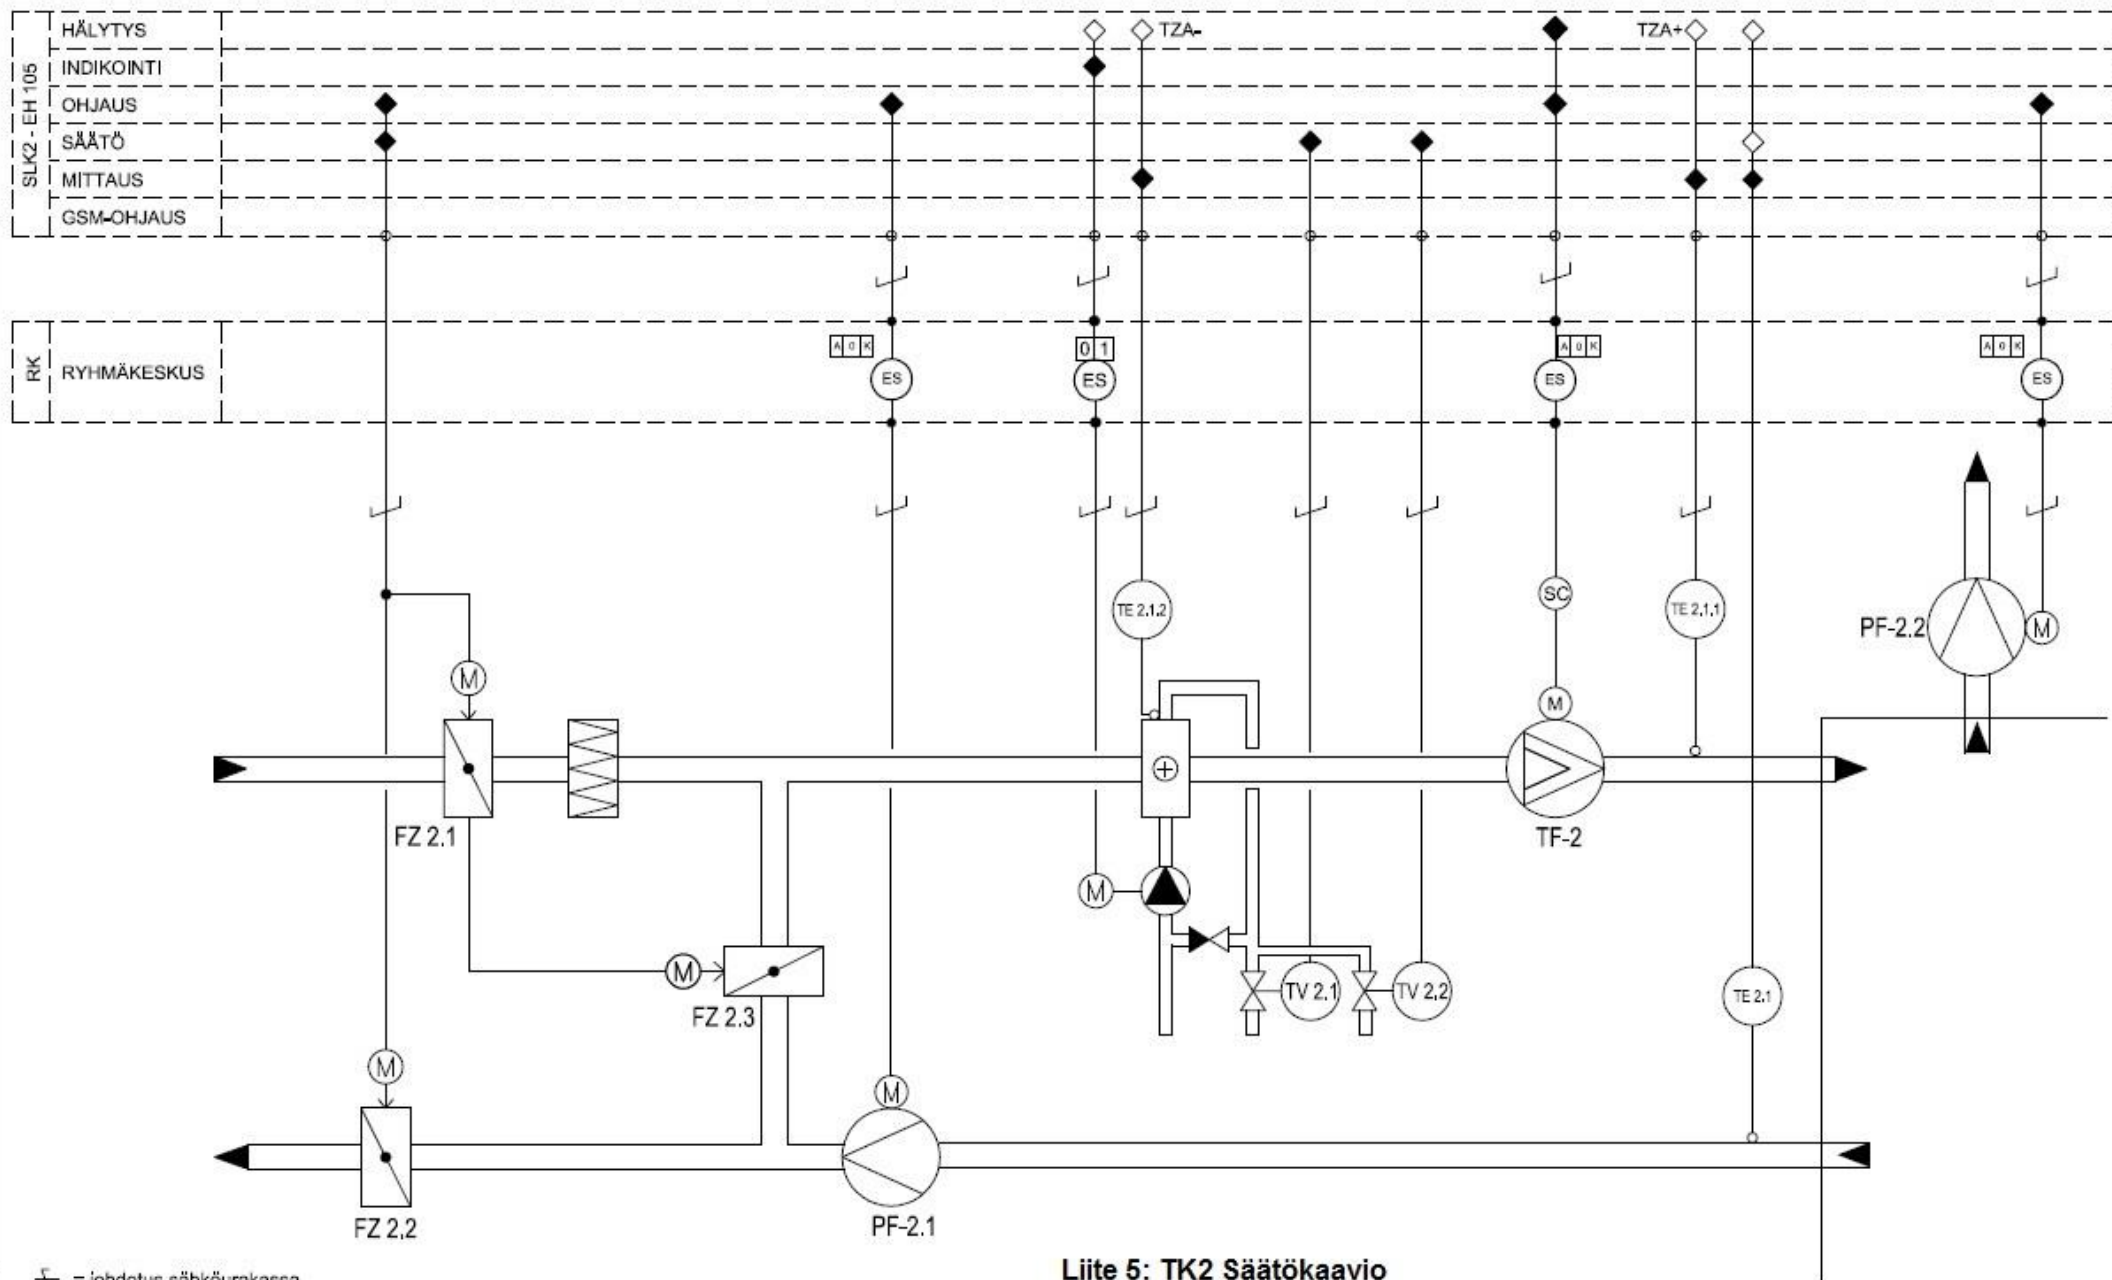 SLK2 - EH 105
HÄLYTYS
INDIKOINTI
OHJAUS
SÄÄTÖ
MITTAUS
GSM-OHJAUS
TZA-
TZA+
RK
RYHMÄKESKUS
A 0 K
ES
0 1
ES
A 0 K
ES
A 0 K
ES
TE 2.1.2
SC
TE 2.1.1
PF-2.2
M
M
M
FZ 2.1
TF-2
M
M
FZ 2.3
TV 2.1
TV 2.2
TE 2.1
M
M
FZ 2.2
PF-2.1
= johdotus sähköurakassa
Liite 5: TK2 Säätökaavio